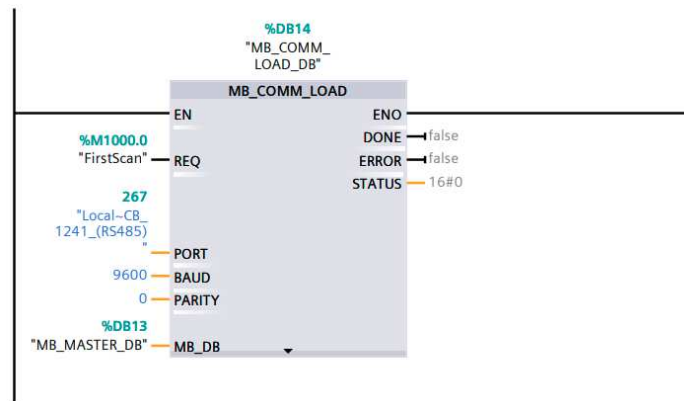 %DB14
"MB_COMM_
LOAD_DB"
MB_COMM_LOAD
EN
ENO
DONE
false
%M1000.0
"FirstScan"
REQ
ERROR
false
STATUS
16#0
267
"Local~CB_
1241_(RS485)
"
PORT
9600
BAUD
0
PARITY
%DB13
"MB_MASTER_DB"
MB_DB